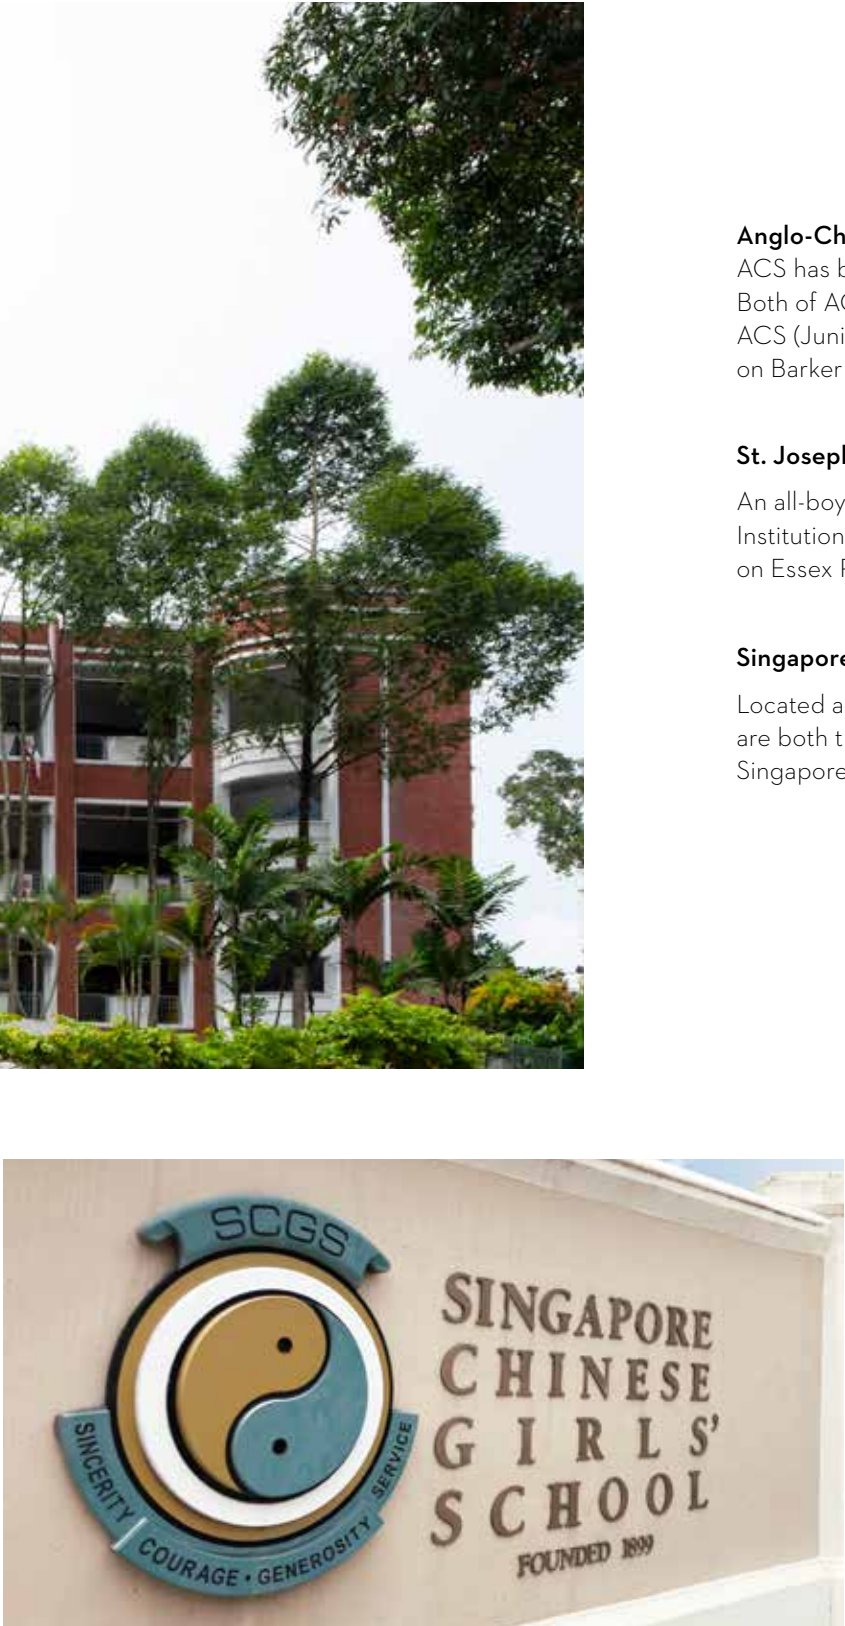 Anglo-Ch
ACS has b
Both of AC
ACS (Juni
on Barker
St. Joseph
An all-boy
Institution
on Essex
Singapore
Located a
are both t
Singapore
SCGS
SINCERITY COURAGE • GENEROSITY SERVICE
SINGAPORE
CHINESE
GIRLS'
SCHOOL
FOUNDED 1899